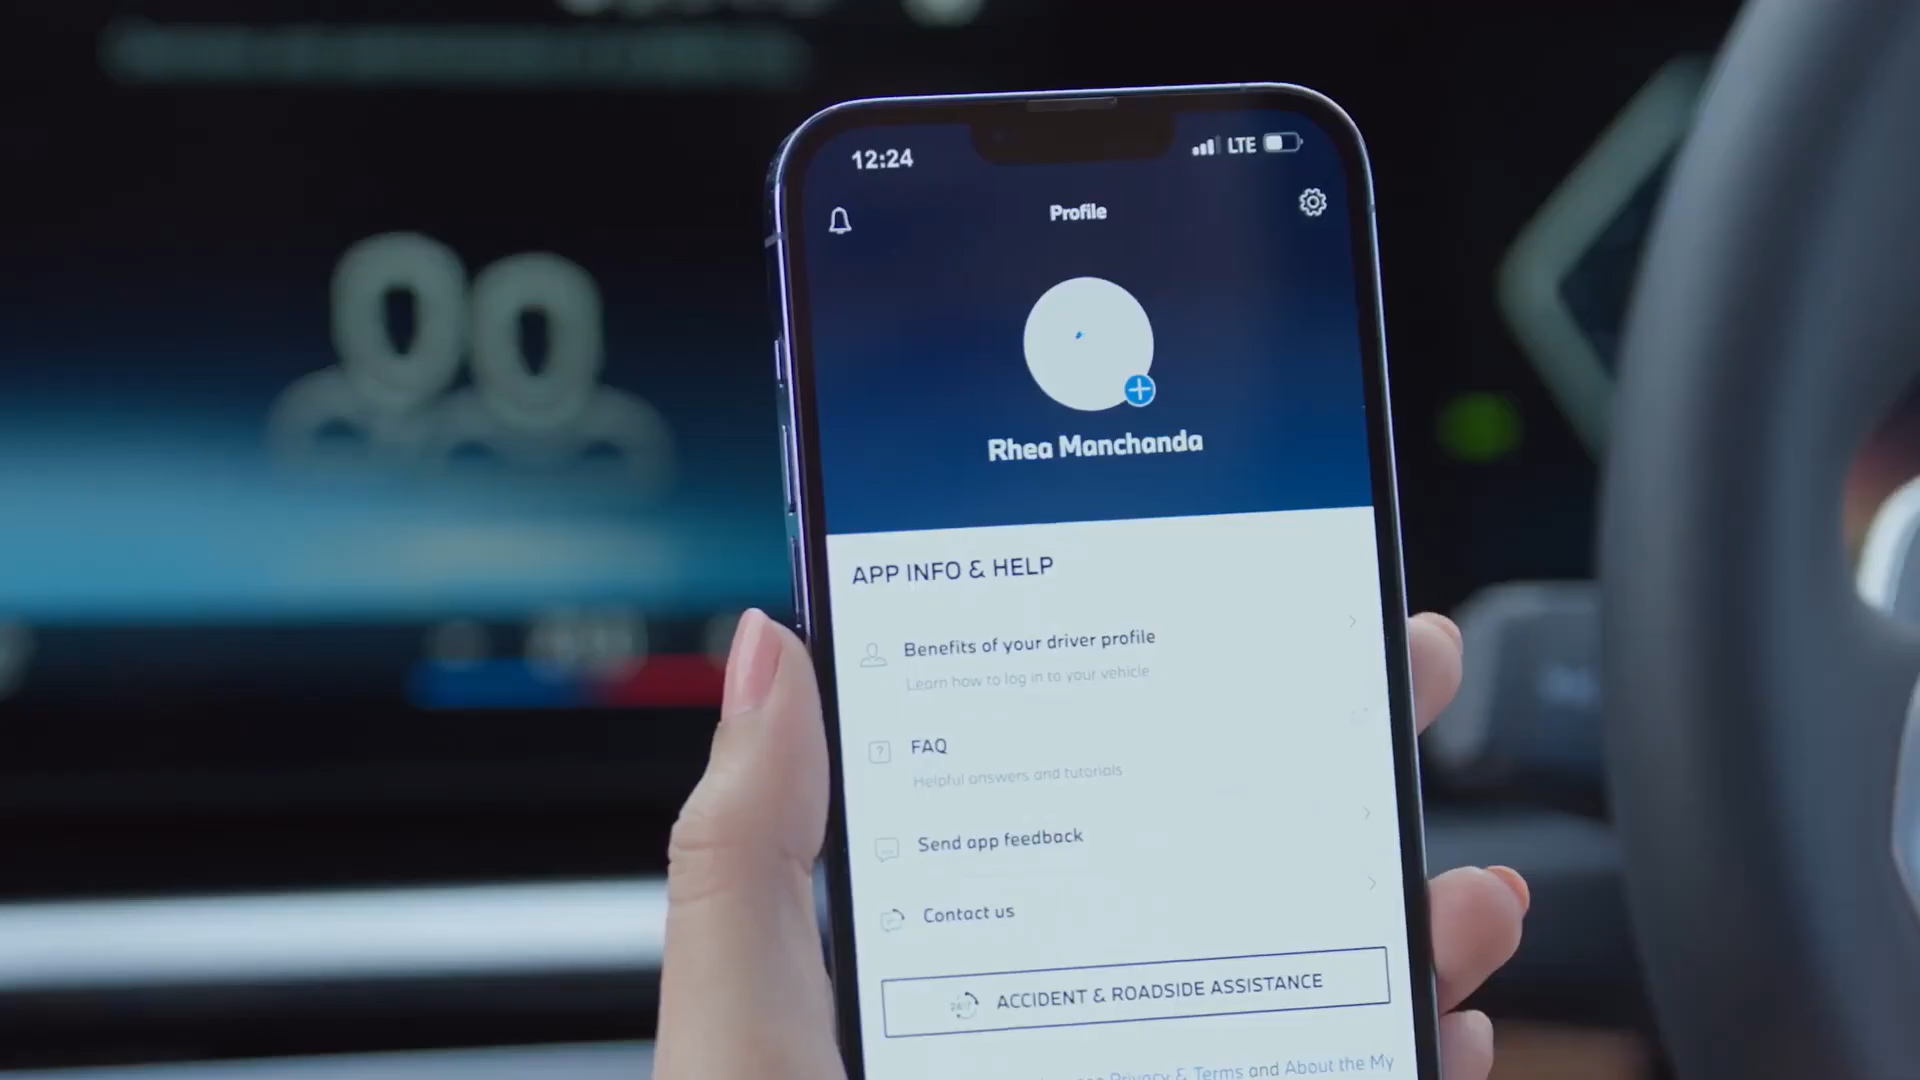 12:24
LTE
Profile
Rhea Manchanda
APP INFO & HELP
Benefits of your driver profile
Learn how to log in to your vehicle
FAQ
Helpful answers and tutorials
Send app feedback
Contact us
24/7 ACCIDENT & ROADSIDE ASSISTANCE
Privacy & Terms and About the My